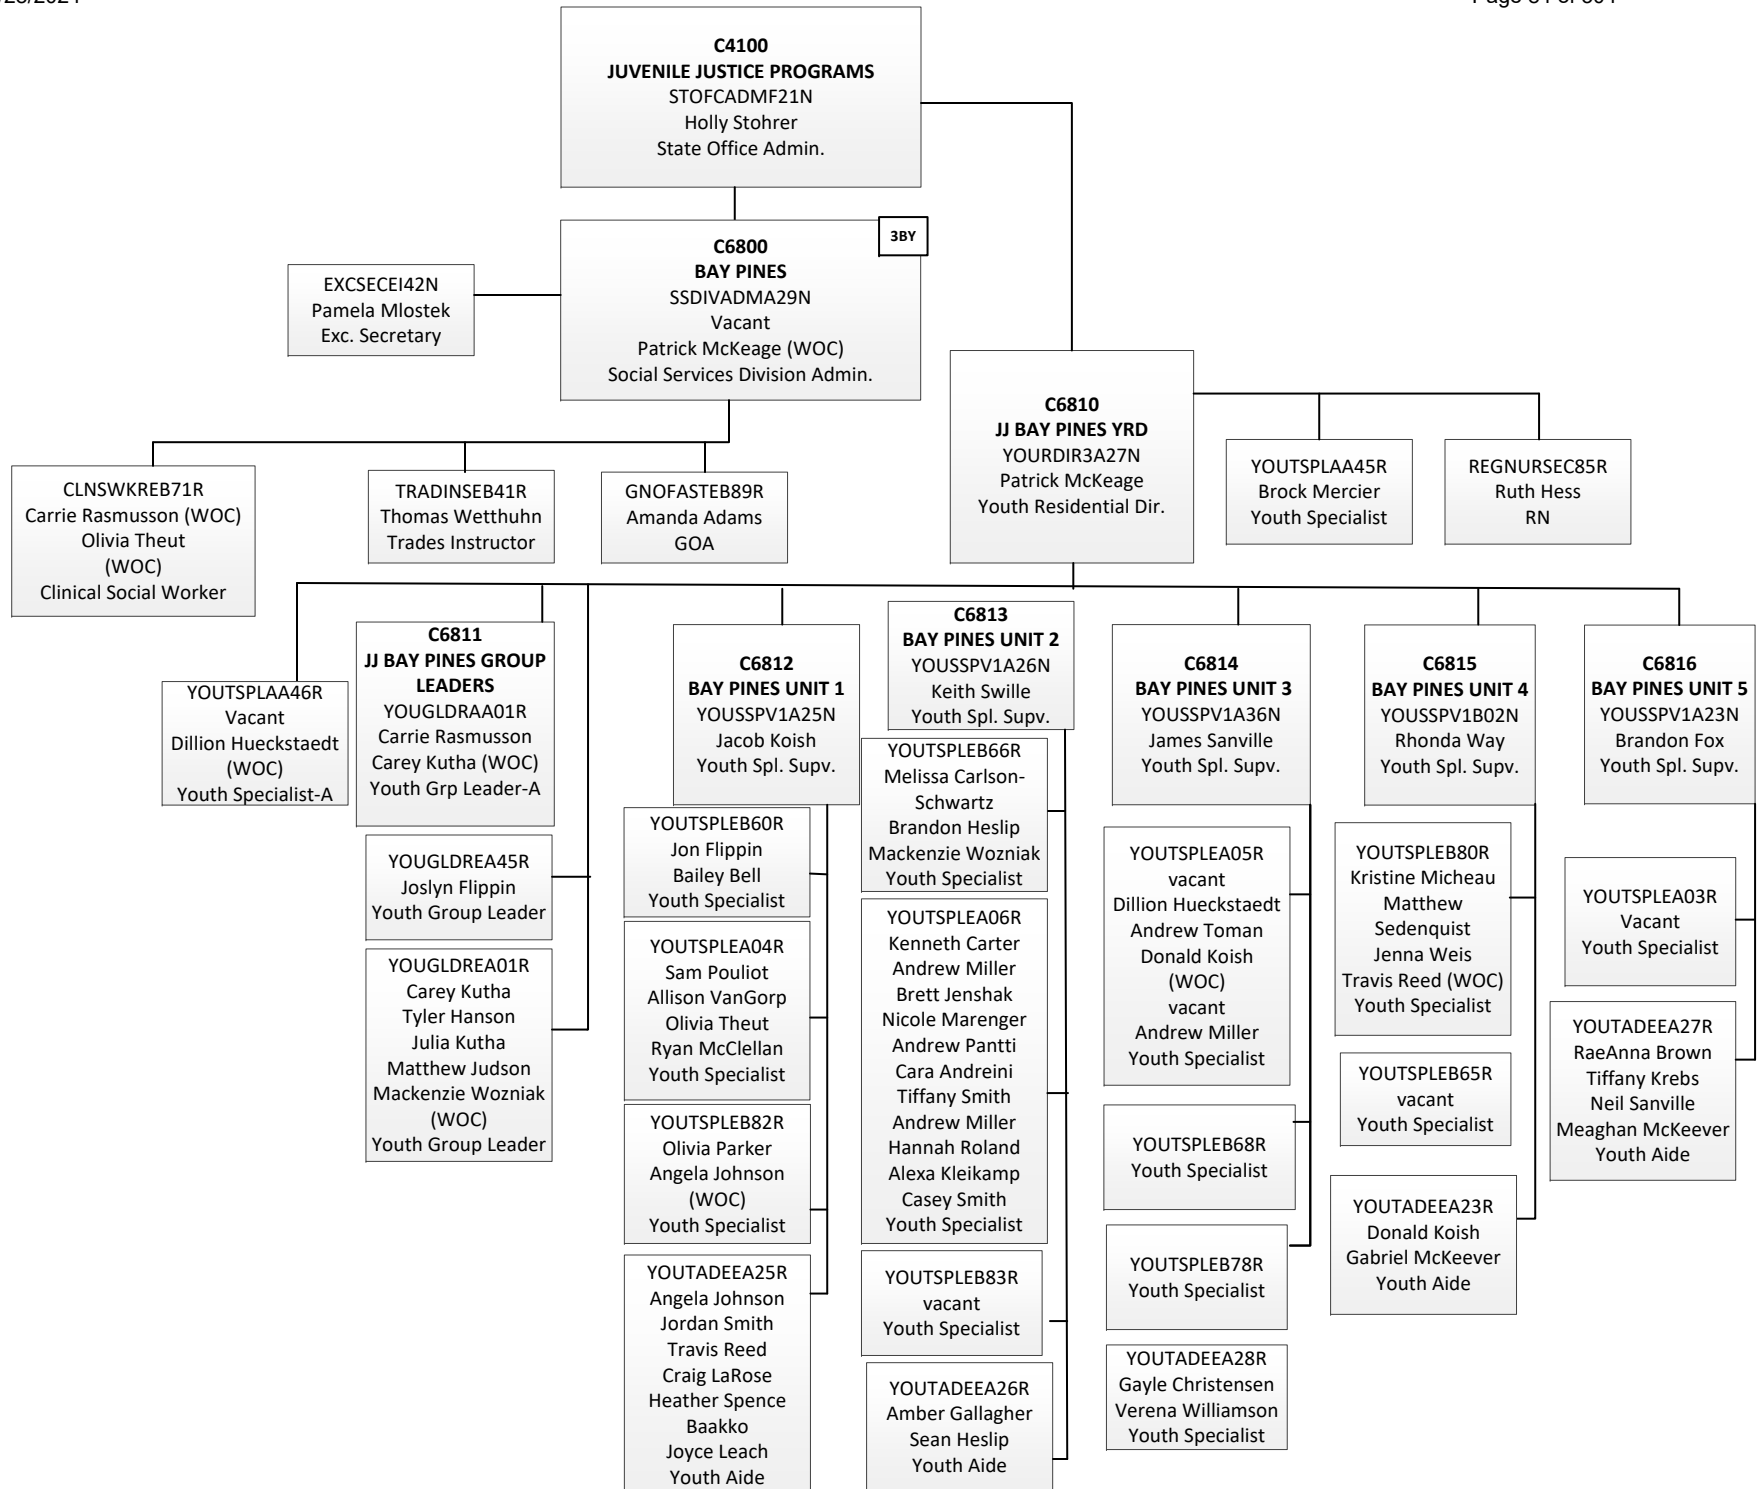 C4100
JUVENILE JUSTICE PROGRAMS
STOFCADMF21N
Holly Stohrer
State Office Admin.
3BY
C6800
BAY PINES
SSDIVADMA29N
Vacant
Patrick McKeage (WOC)
Social Services Division Admin.
EXCSECEI42N
Pamela Mlostek
Exc. Secretary
C6810
JJ BAY PINES YRD
YOURDIR3A27N
Patrick McKeage
Youth Residential Dir.
YOUTSPLAA45R
Brock Mercier
Youth Specialist
REGNURSEC85R
Ruth Hess
RN
CLNSWKREB71R
Carrie Rasmusson (WOC)
Olivia Theut
(WOC)
Clinical Social Worker
TRADINSEB41R
Thomas Wetthuhn
Trades Instructor
GNOFASTEB89R
Amanda Adams
GOA
YOUTSPLAA46R
Vacant
Dillion Hueckstaedt
(WOC)
Youth Specialist-A
C6811
JJ BAY PINES GROUP
LEADERS
YOUGLDRAA01R
Carrie Rasmusson
Carey Kutha (WOC)
Youth Grp Leader-A
YOUGLDREA45R
Joslyn Flippin
Youth Group Leader
YOUGLDREA01R
Carey Kutha
Tyler Hanson
Julia Kutha
Matthew Judson
Mackenzie Wozniak
(WOC)
Youth Group Leader
C6812
BAY PINES UNIT 1
YOUSSPV1A25N
Jacob Koish
Youth Spl. Supv.
YOUTSPLEB60R
Jon Flippin
Bailey Bell
Youth Specialist
YOUTSPLEA04R
Sam Pouliot
Allison VanGorp
Olivia Theut
Ryan McClellan
Youth Specialist
YOUTSPLEB82R
Olivia Parker
Angela Johnson
(WOC)
Youth Specialist
YOUTADEEA25R
Angela Johnson
Jordan Smith
Travis Reed
Craig LaRose
Heather Spence
Baakko
Joyce Leach
Youth Aide
C6813
BAY PINES UNIT 2
YOUSSPV1A26N
Keith Swille
Youth Spl. Supv.
YOUTSPLEB66R
Melissa Carlson-
Schwartz
Brandon Heslip
Mackenzie Wozniak
Youth Specialist
YOUTSPLEA06R
Kenneth Carter
Andrew Miller
Brett Jenshak
Nicole Marenger
Andrew Pantti
Cara Andreini
Tiffany Smith
Andrew Miller
Hannah Roland
Alexa Kleikamp
Casey Smith
Youth Specialist
YOUTSPLEB83R
vacant
Youth Specialist
YOUTADEEA26R
Amber Gallagher
Sean Heslip
Youth Aide
C6814
BAY PINES UNIT 3
YOUSSPV1A36N
James Sanville
Youth Spl. Supv.
YOUTSPLEA05R
vacant
Dillion Hueckstaedt
Andrew Toman
Donald Koish
(WOC)
vacant
Andrew Miller
Youth Specialist
YOUTSPLEB68R
Youth Specialist
YOUTSPLEB78R
Youth Specialist
YOUTADEEA28R
Gayle Christensen
Verena Williamson
Youth Specialist
C6815
BAY PINES UNIT 4
YOUSSPV1B02N
Rhonda Way
Youth Spl. Supv.
YOUTSPLEB80R
Kristine Micheau
Matthew
Sedenquist
Jenna Weis
Travis Reed (WOC)
Youth Specialist
YOUTSPLEB65R
vacant
Youth Specialist
YOUTADEEA23R
Donald Koish
Gabriel McKeever
Youth Aide
C6816
BAY PINES UNIT 5
YOUSSPV1A23N
Brandon Fox
Youth Spl. Supv.
YOUTSPLEA03R
Vacant
Youth Specialist
YOUTADEEA27R
RaeAnna Brown
Tiffany Krebs
Neil Sanville
Meaghan McKeever
Youth Aide